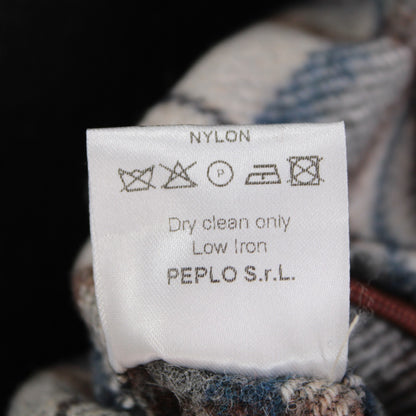 NYLON
P
Dry clean only
Low Iron
PEPLO S.r.L.